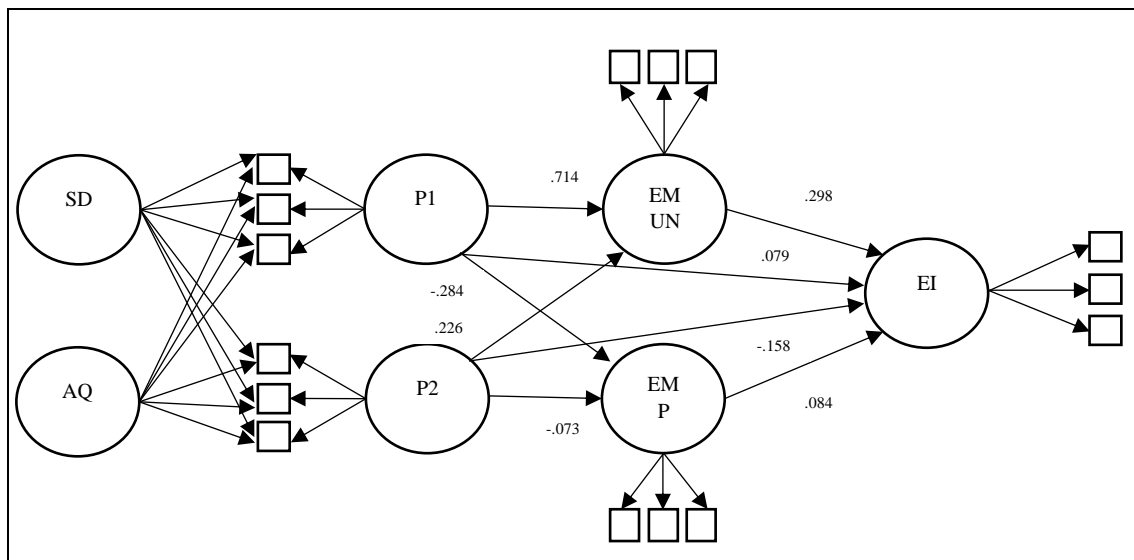 SD
P1
.714
EM
UN
.298
.079
EI
-.284
.226
AQ
P2
-.073
EM
P
-.158
.084